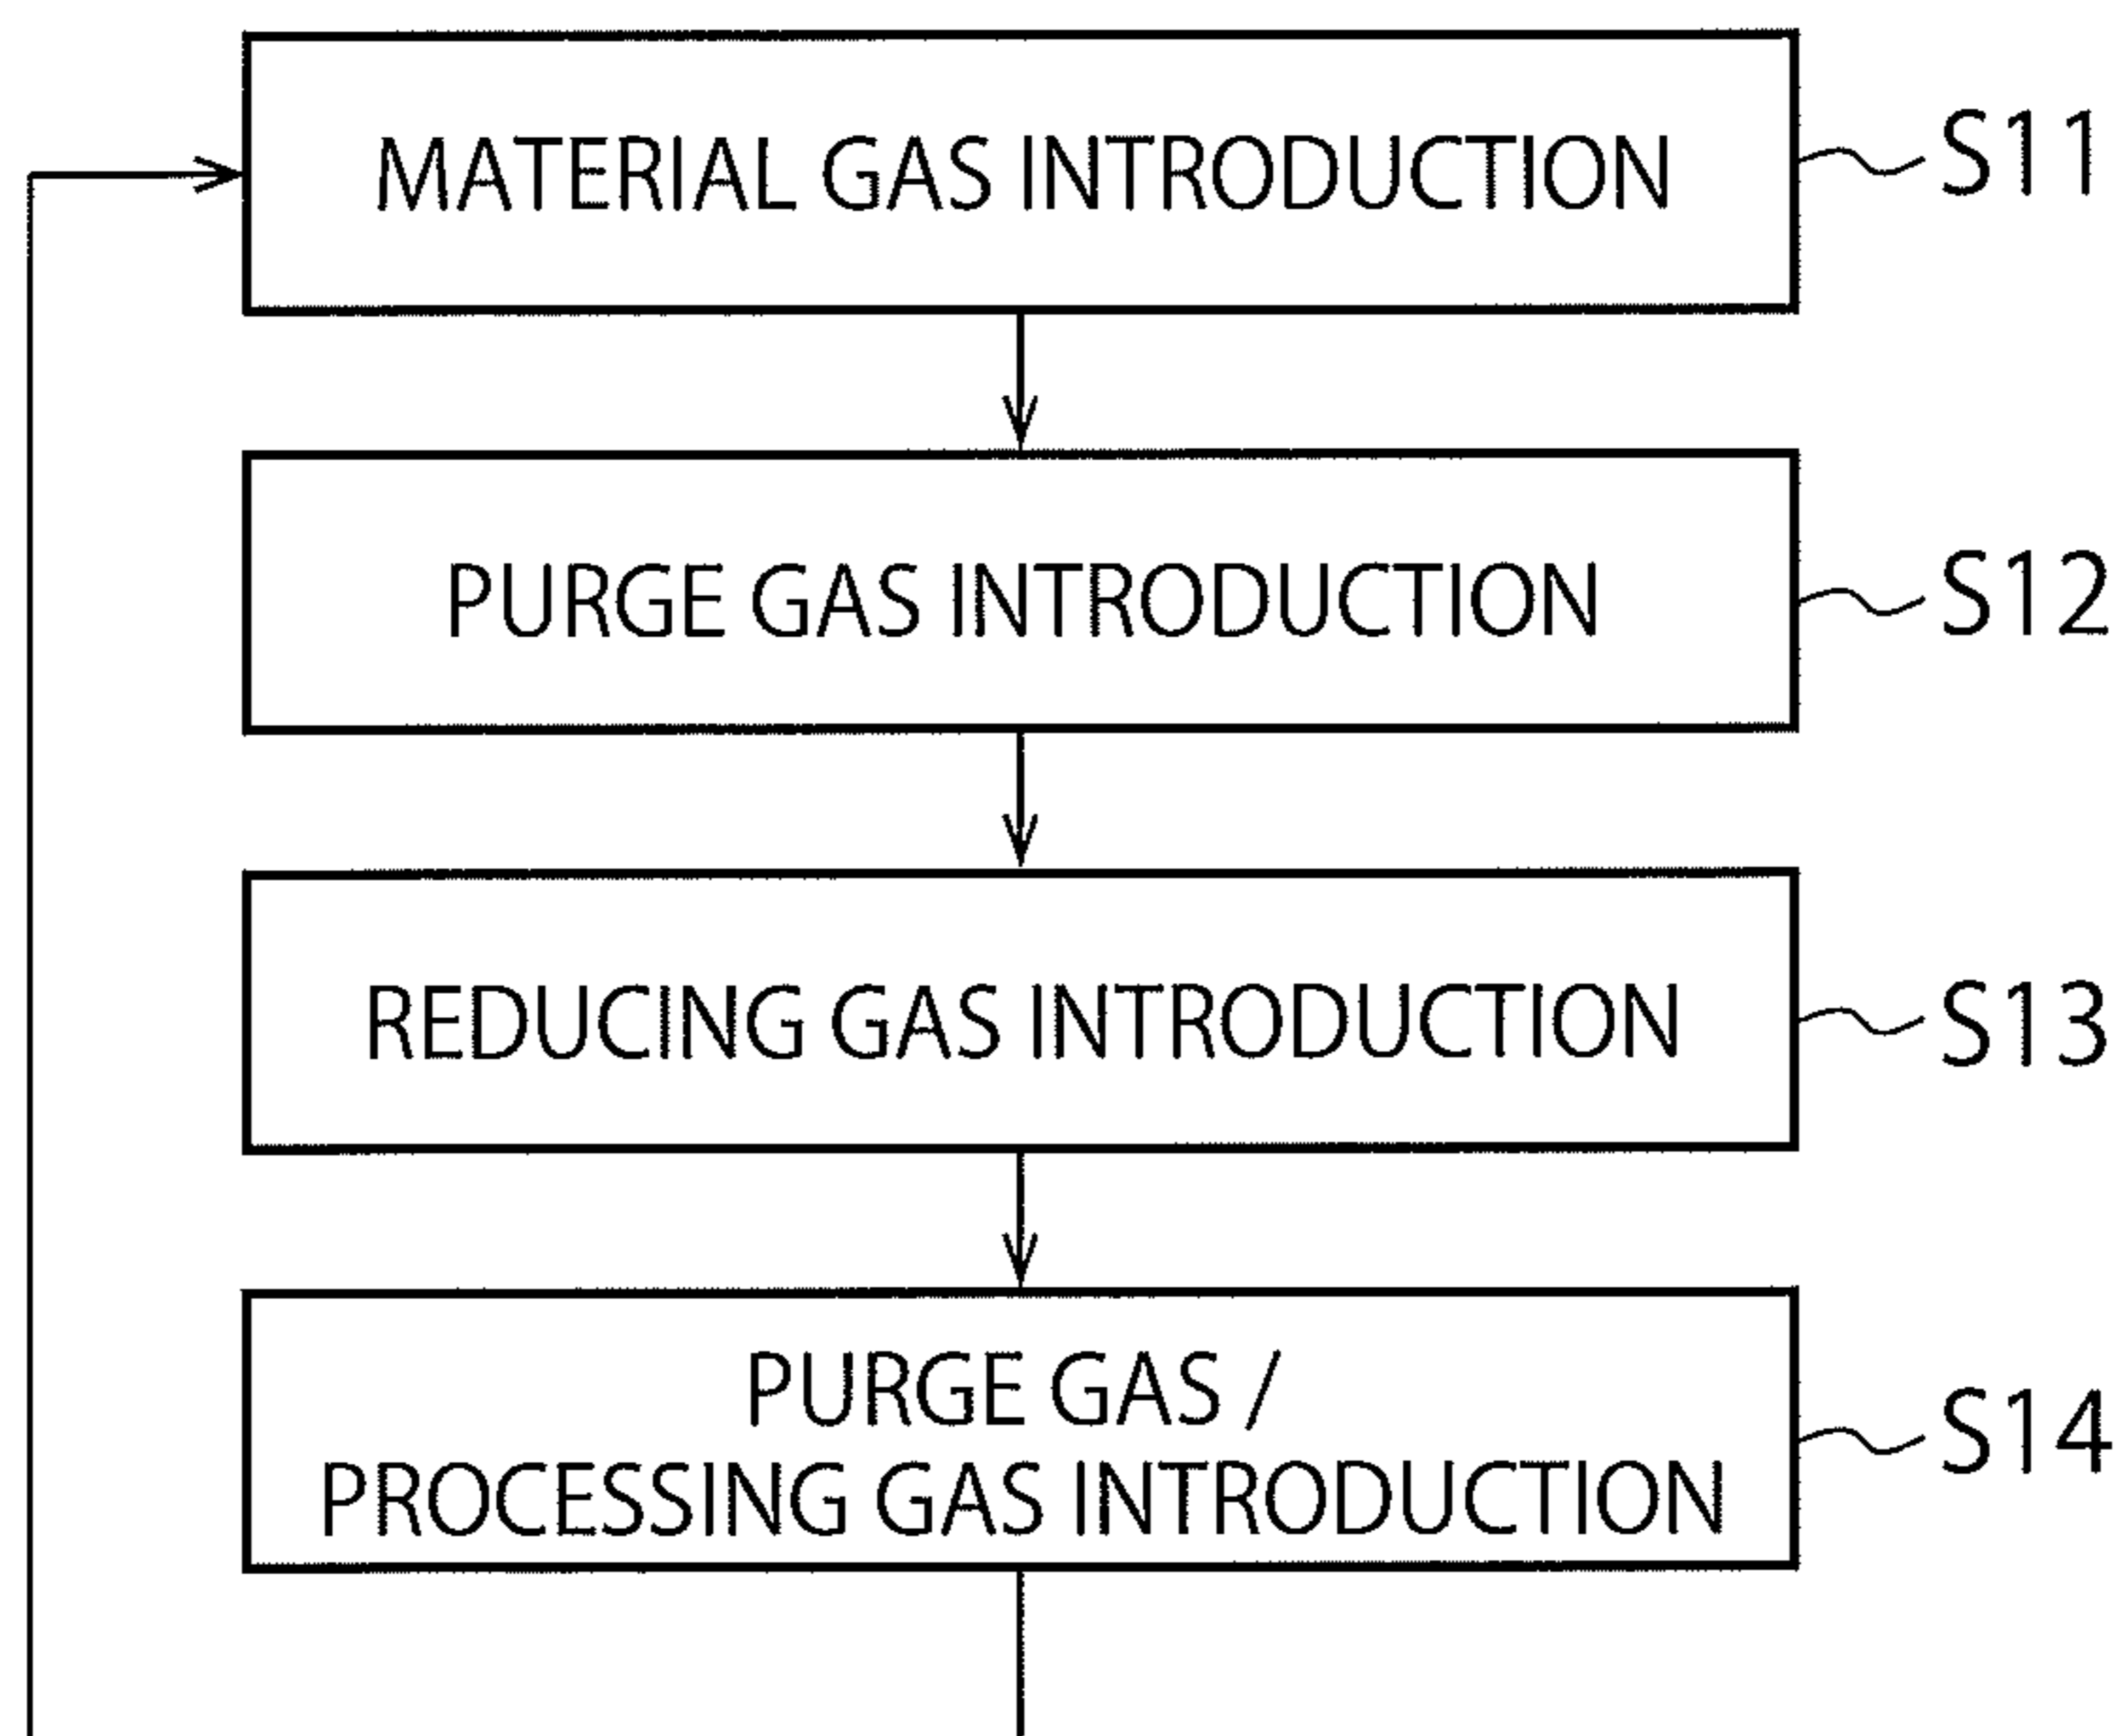 MATERIAL GAS INTRODUCTION
S11
PURGE GAS INTRODUCTION
S12
REDUCING GAS INTRODUCTION
S13
PURGE GAS /
PROCESSING GAS INTRODUCTION
S14